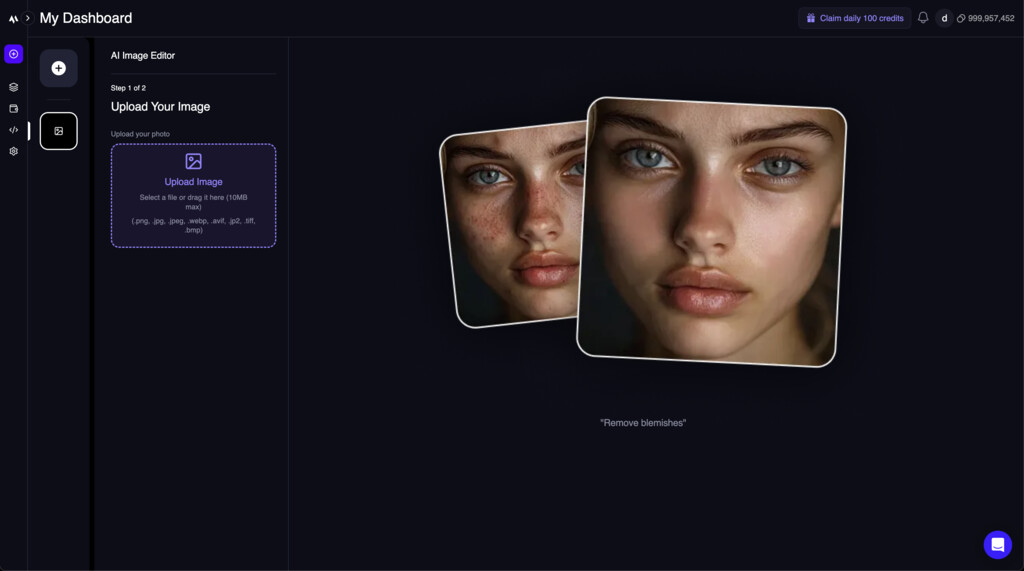 My Dashboard
Claim daily 100 credits
d
999,957,452
AI Image Editor
Step 1 of 2
Upload Your Image
Upload your photo
Upload Image
Select a file or drag it here (10MB
max)
(.png, .jpg, .jpeg, .webp, .avif, .jp2, .tiff,
.bmp)
"Remove blemishes"